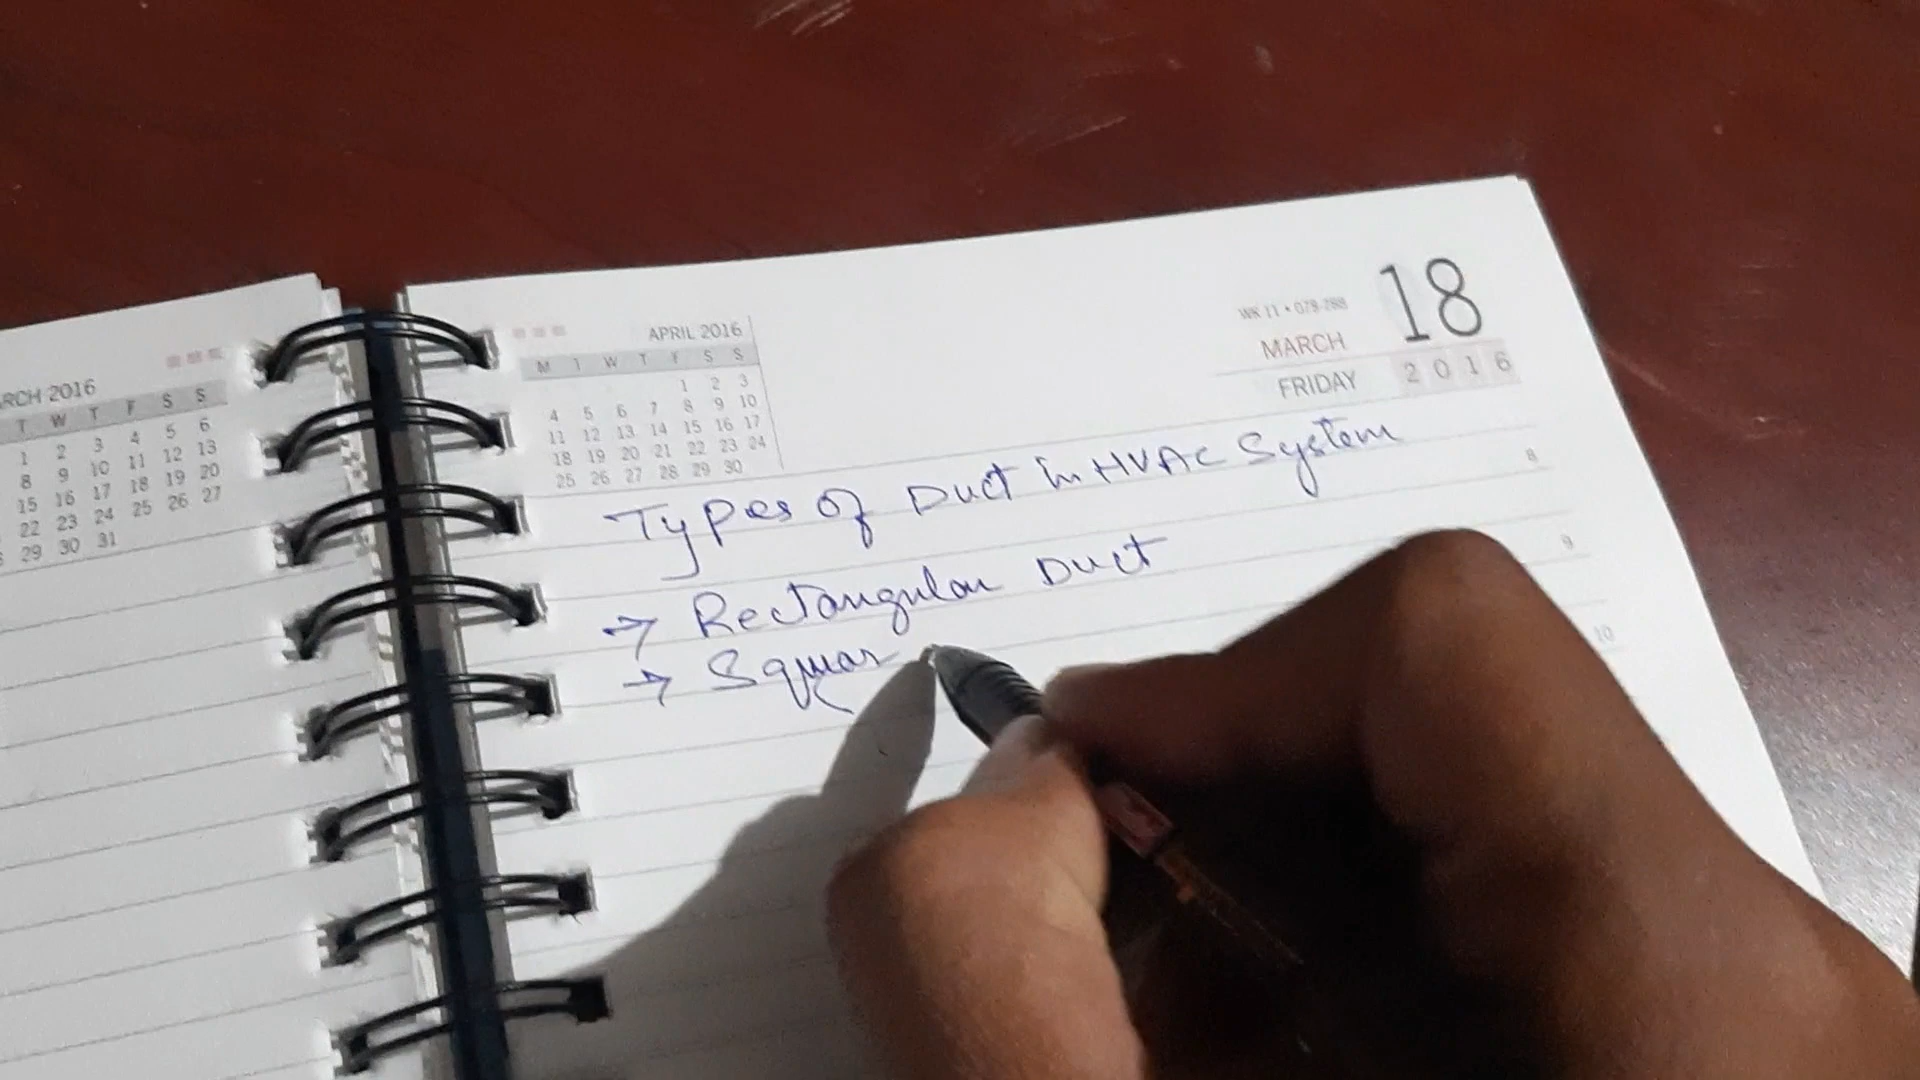 RCH 2016
T W T F S S
1 2 3 4 5 6
8 9 10 11 12 13
15 16 17 18 19 20
22 23 24 25 26 27
29 30 31
APRIL 2016
M T W T F S S
1 2 3
4 5 6 7 8 9 10
11 12 13 14 15 16 17
18 19 20 21 22 23 24
25 26 27 28 29 30
WK 11 • 078-288
18
MARCH
FRIDAY 2016
Types of Duct in HVAC System
8
→ Rectangular Duct
9
→ Squar
10